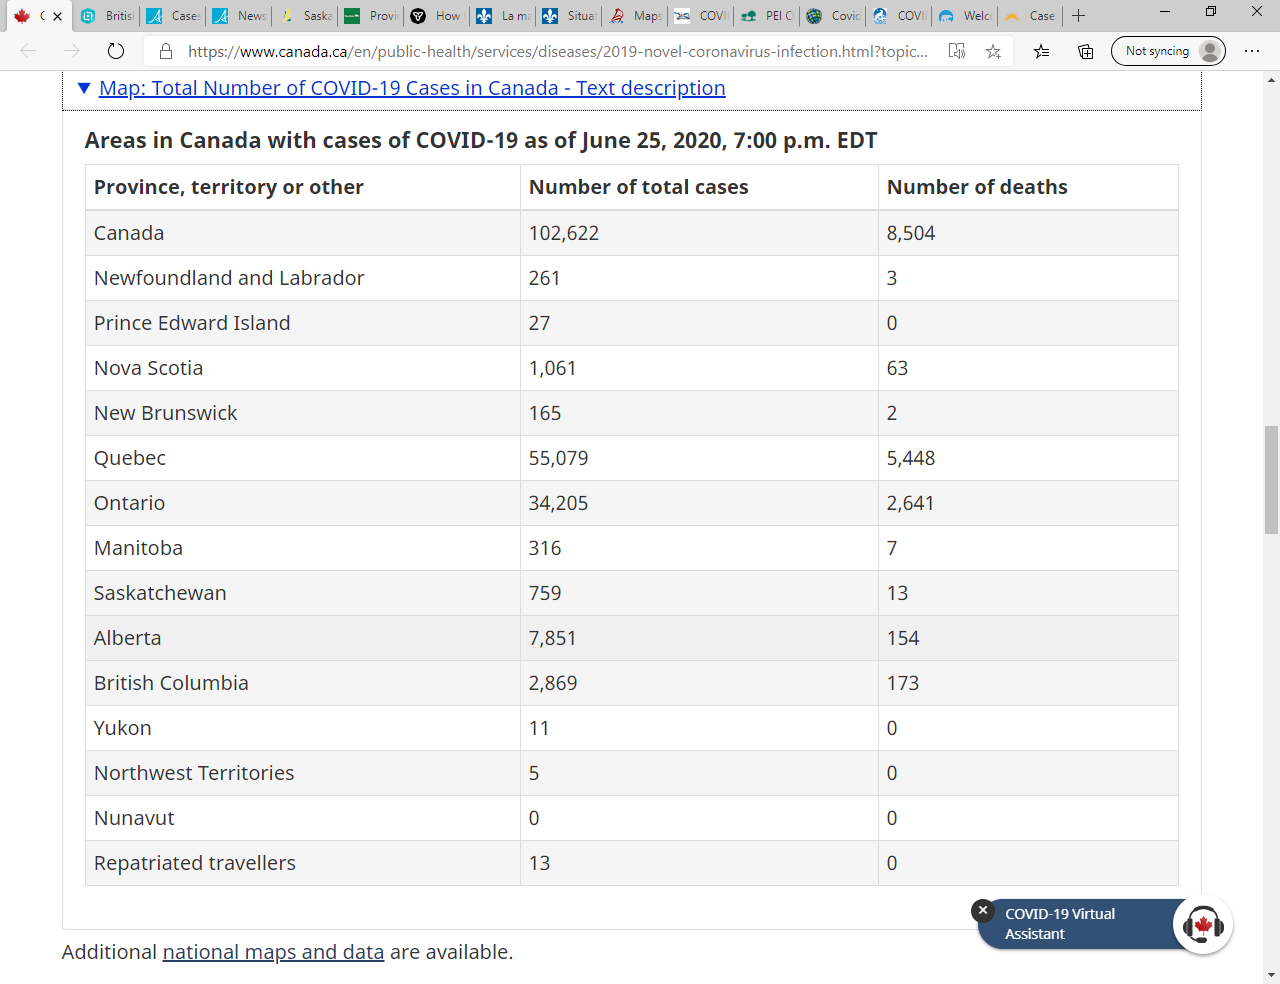 Britis
Case:
News
Saska
Provi
How
La ma
Situat
Maps
COVI
PEI C
Covid
COVI
Welc
Case
https://www.canada.ca/en/public-health/services/diseases/2019-novel-coronavirus-infection.html?topic...
Not syncing
Map: Total Number of COVID-19 Cases in Canada - Text description
Areas in Canada with cases of COVID-19 as of June 25, 2020, 7:00 p.m. EDT
Province, territory or other Number of total cases Number of deaths
Canada 102,622 8,504
Newfoundland and Labrador 261 3
Prince Edward Island 27 0
Nova Scotia 1,061 63
New Brunswick 165 2
Quebec 55,079 5,448
Ontario 34,205 2,641
Manitoba 316 7
Saskatchewan 759 13
Alberta 7,851 154
British Columbia 2,869 173
Yukon 11 0
Northwest Territories 5 0
Nunavut 0 0
Repatriated travellers 13 0
COVID-19 Virtual
Assistant
Additional national maps and data are available.